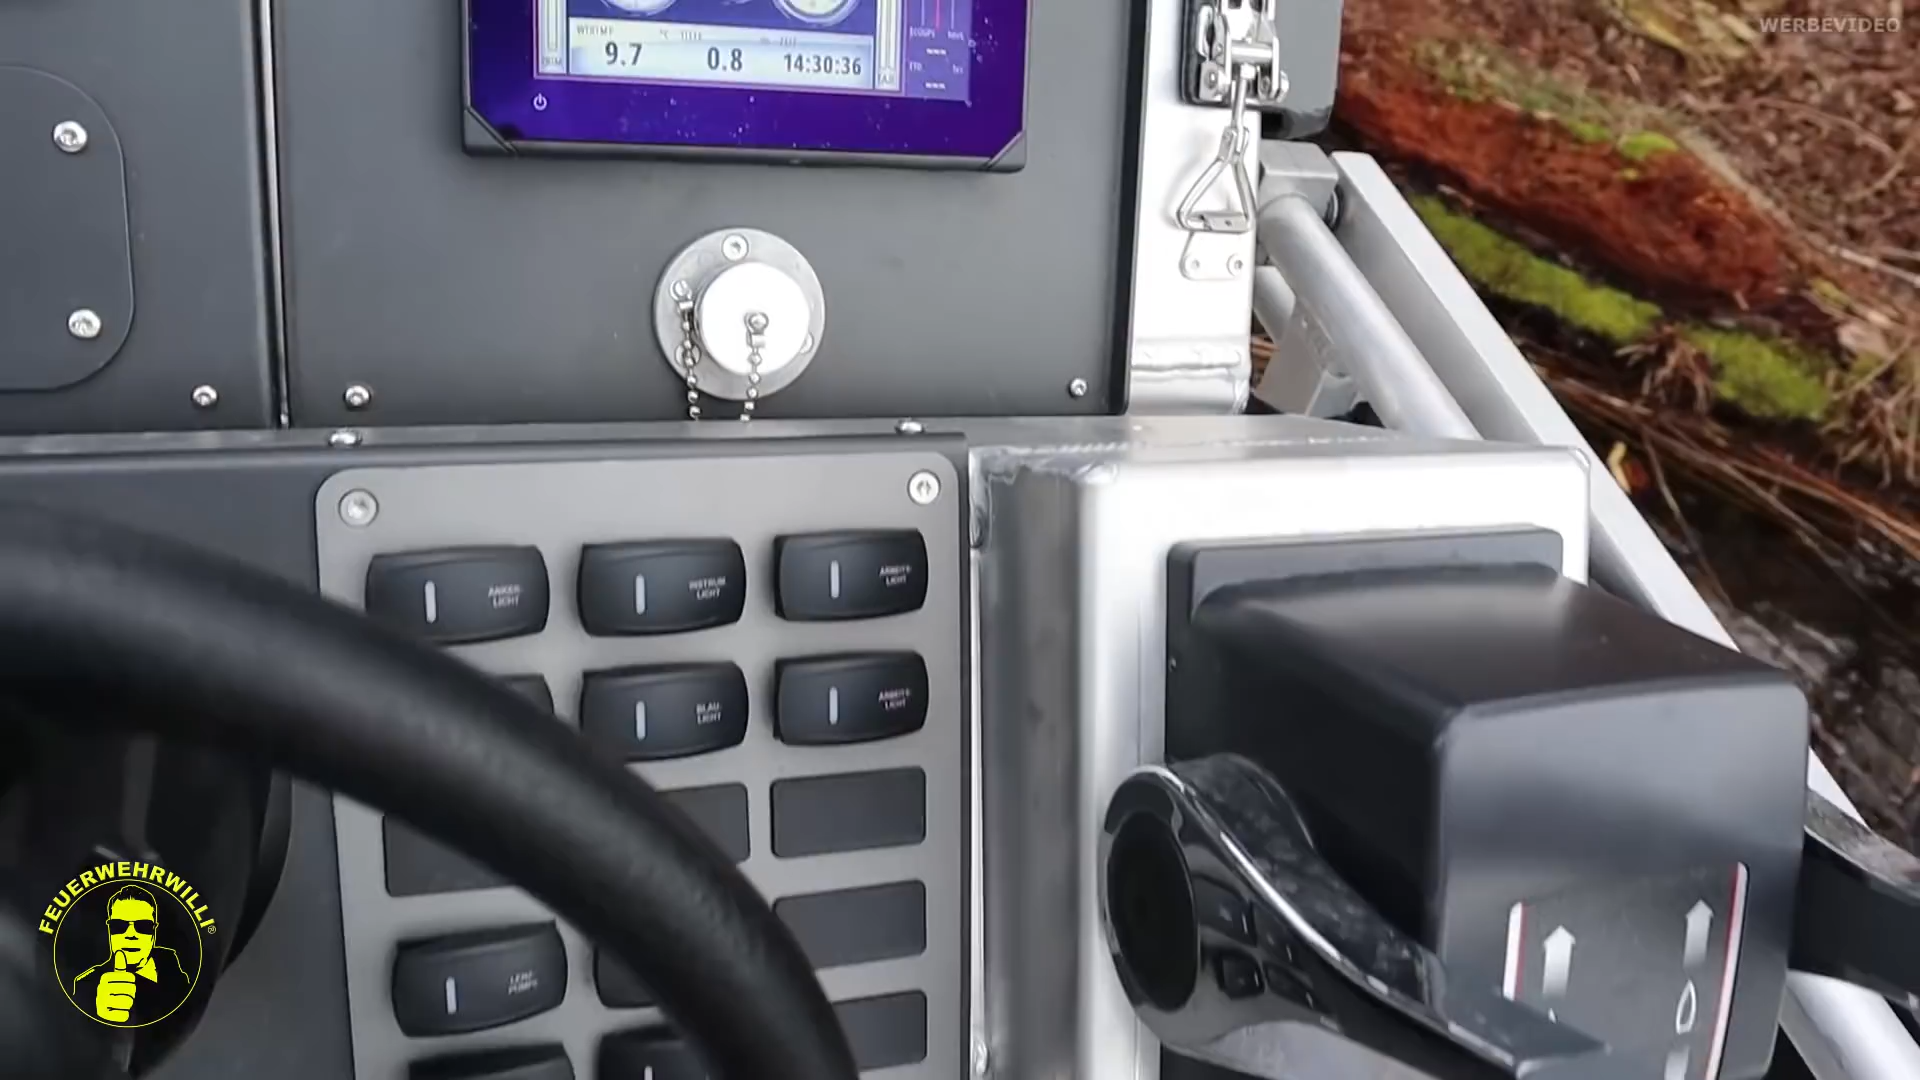 WERBEVIDEO
9.7
0.8
14:30:36
ANKER-
LICHT
INSTRUM
LICHT
ARBEITS
LICHT
BLAU-
LICHT
ARBEITS
LICHT
LENZ-
PUMPE
FEUERWEHRWILLI®